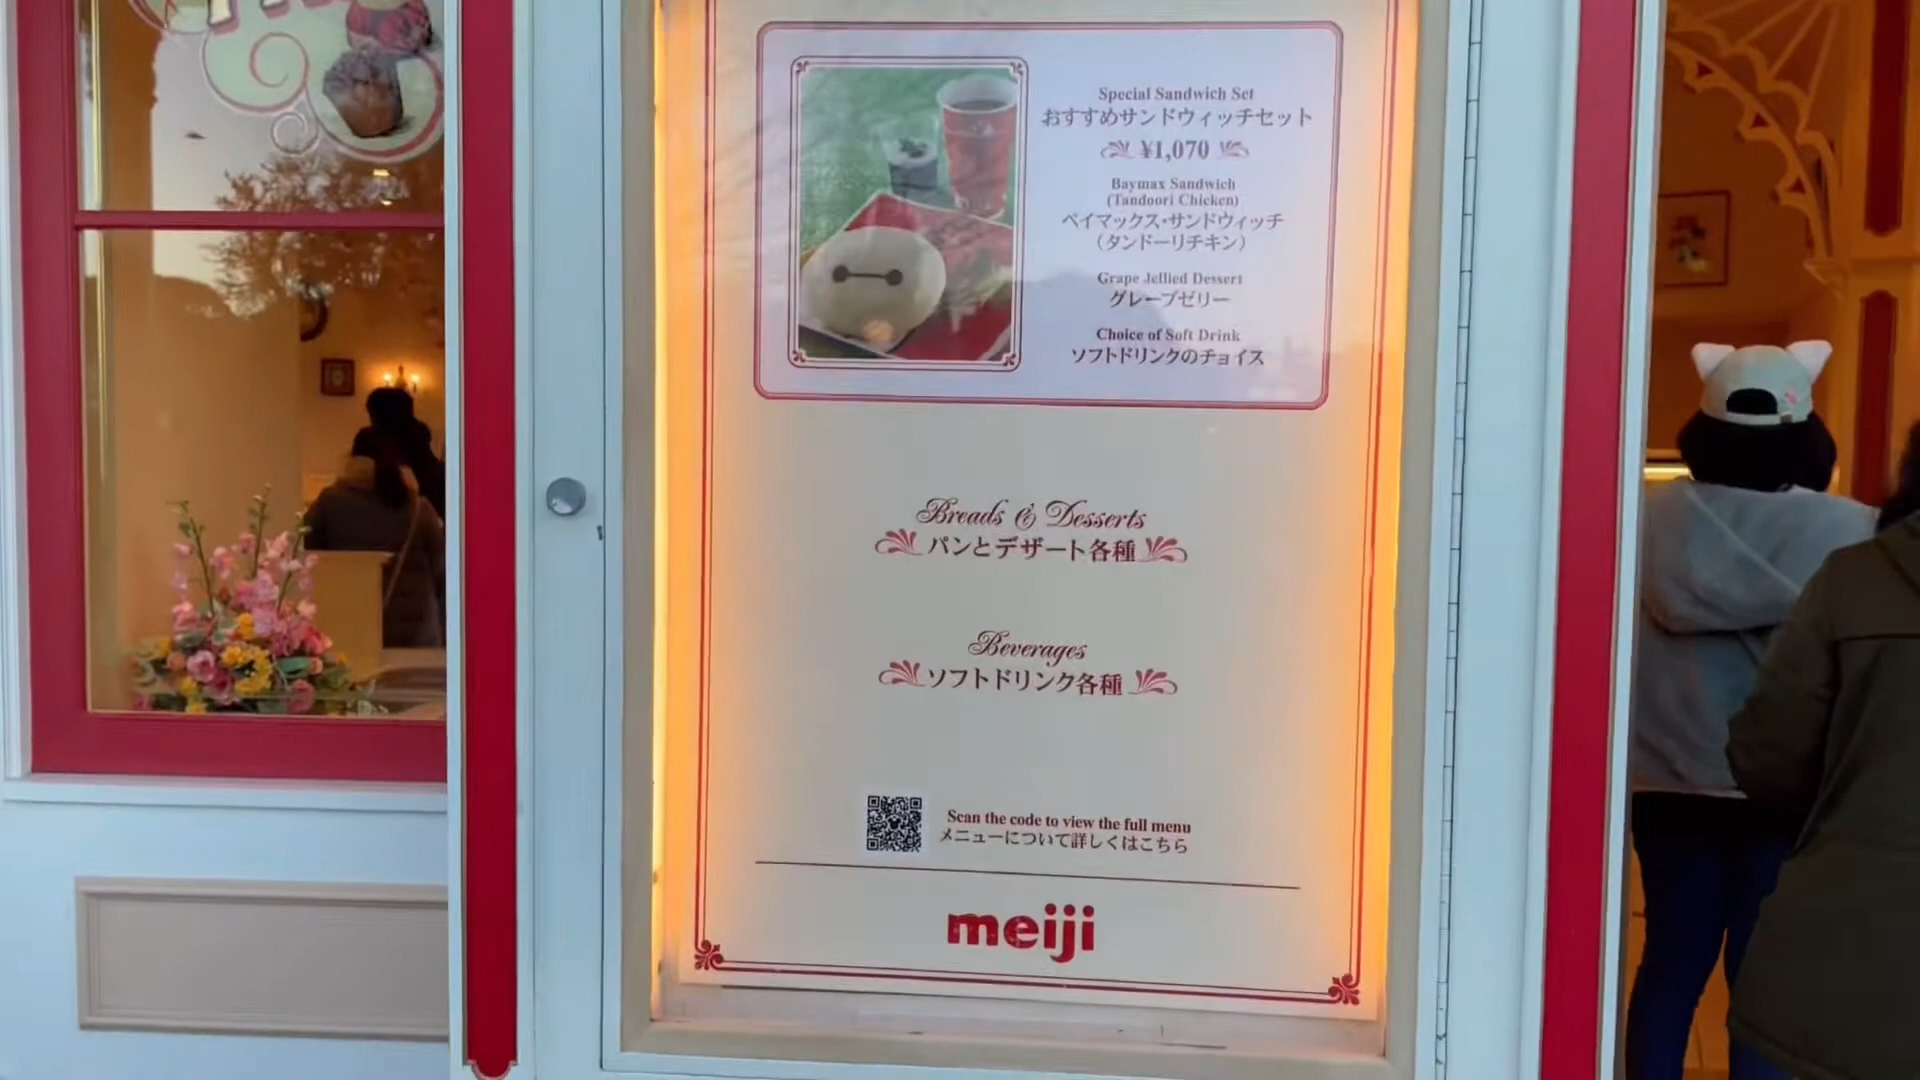 Special Sandwich Set
おすすめサンドウィッチセット
¥1,070
Baymax Sandwich
(Tandoori Chicken)
ベイマックス・サンドウィッチ
（タンドーリチキン）
Grape Jellied Dessert
グレープゼリー
Choice of Soft Drink
ソフトドリンクのチョイス
Breads & Desserts
パンとデザート各種
Beverages
ソフトドリンク各種
Scan the code to view the full menu
メニューについて詳しくはこちら
meiji